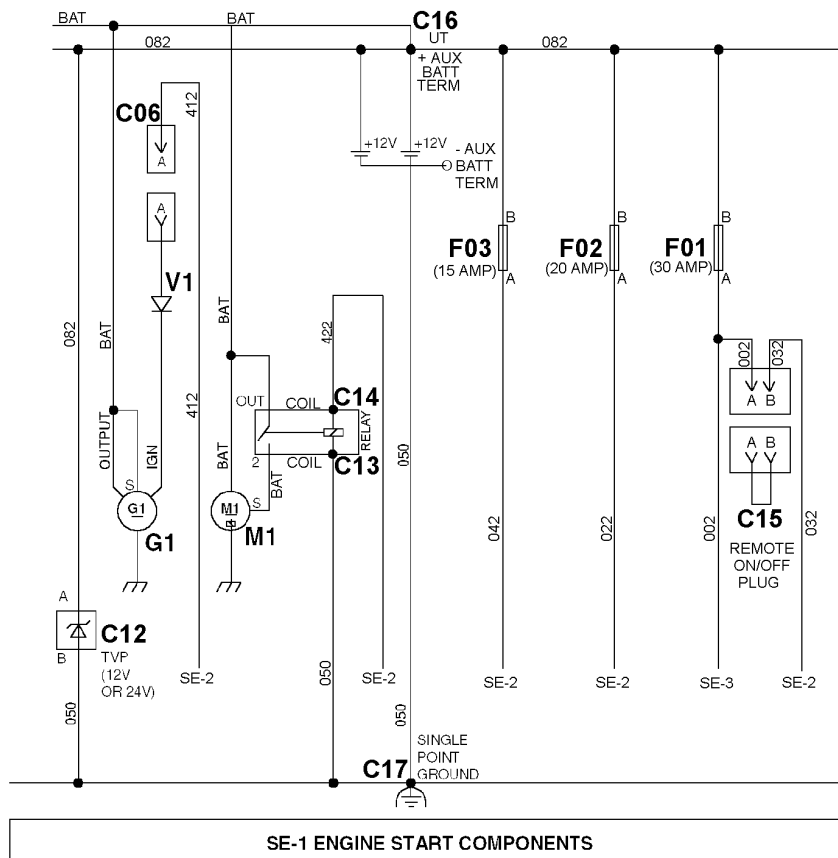 BAT
BAT
C16
UT
082
082
+ AUX
BATT
TERM
412
C06
A
A
+12V
+12V
- AUX
BATT
TERM
B
B
B
F03
(15 AMP)
F02
(20 AMP)
F01
(30 AMP)
A
A
A
V1
082
BAT
BAT
422
002
032
A B
412
OUT
COIL
C14
RELAY
2
COIL
C13
A B
OUTPUT
IGN
BAT
BAT
050
S
G1
G1
M1
S
M1
C15
REMOTE
ON/OFF
PLUG
042
022
002
032
A
C12
B
TVP
(12V
OR 24V)
SE-2
SE-2
SE-2
SE-2
SE-3
SE-2
050
050
050
SINGLE
POINT
GROUND
C17
SE-1 ENGINE START COMPONENTS